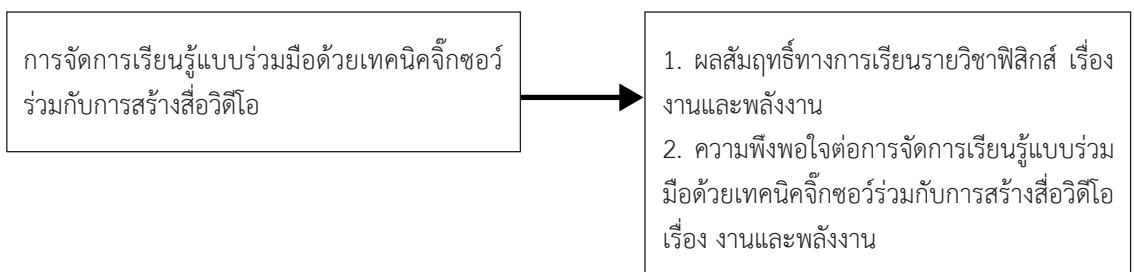 การจัดการเรียนรู้แบบร่วมมือด้วยเทคนิคจิ๊กซอว์
ร่วมกับการสร้างสื่อวิดีโอ
1. ผลสัมฤทธิ์ทางการเรียนรายวิชาฟิสิกส์ เรื่อง
งานและพลังงาน
2. ความพึงพอใจต่อการจัดการเรียนรู้แบบร่วม
มือด้วยเทคนิคจิ๊กซอว์ร่วมกับการสร้างสื่อวิดีโอ
เรื่อง งานและพลังงาน